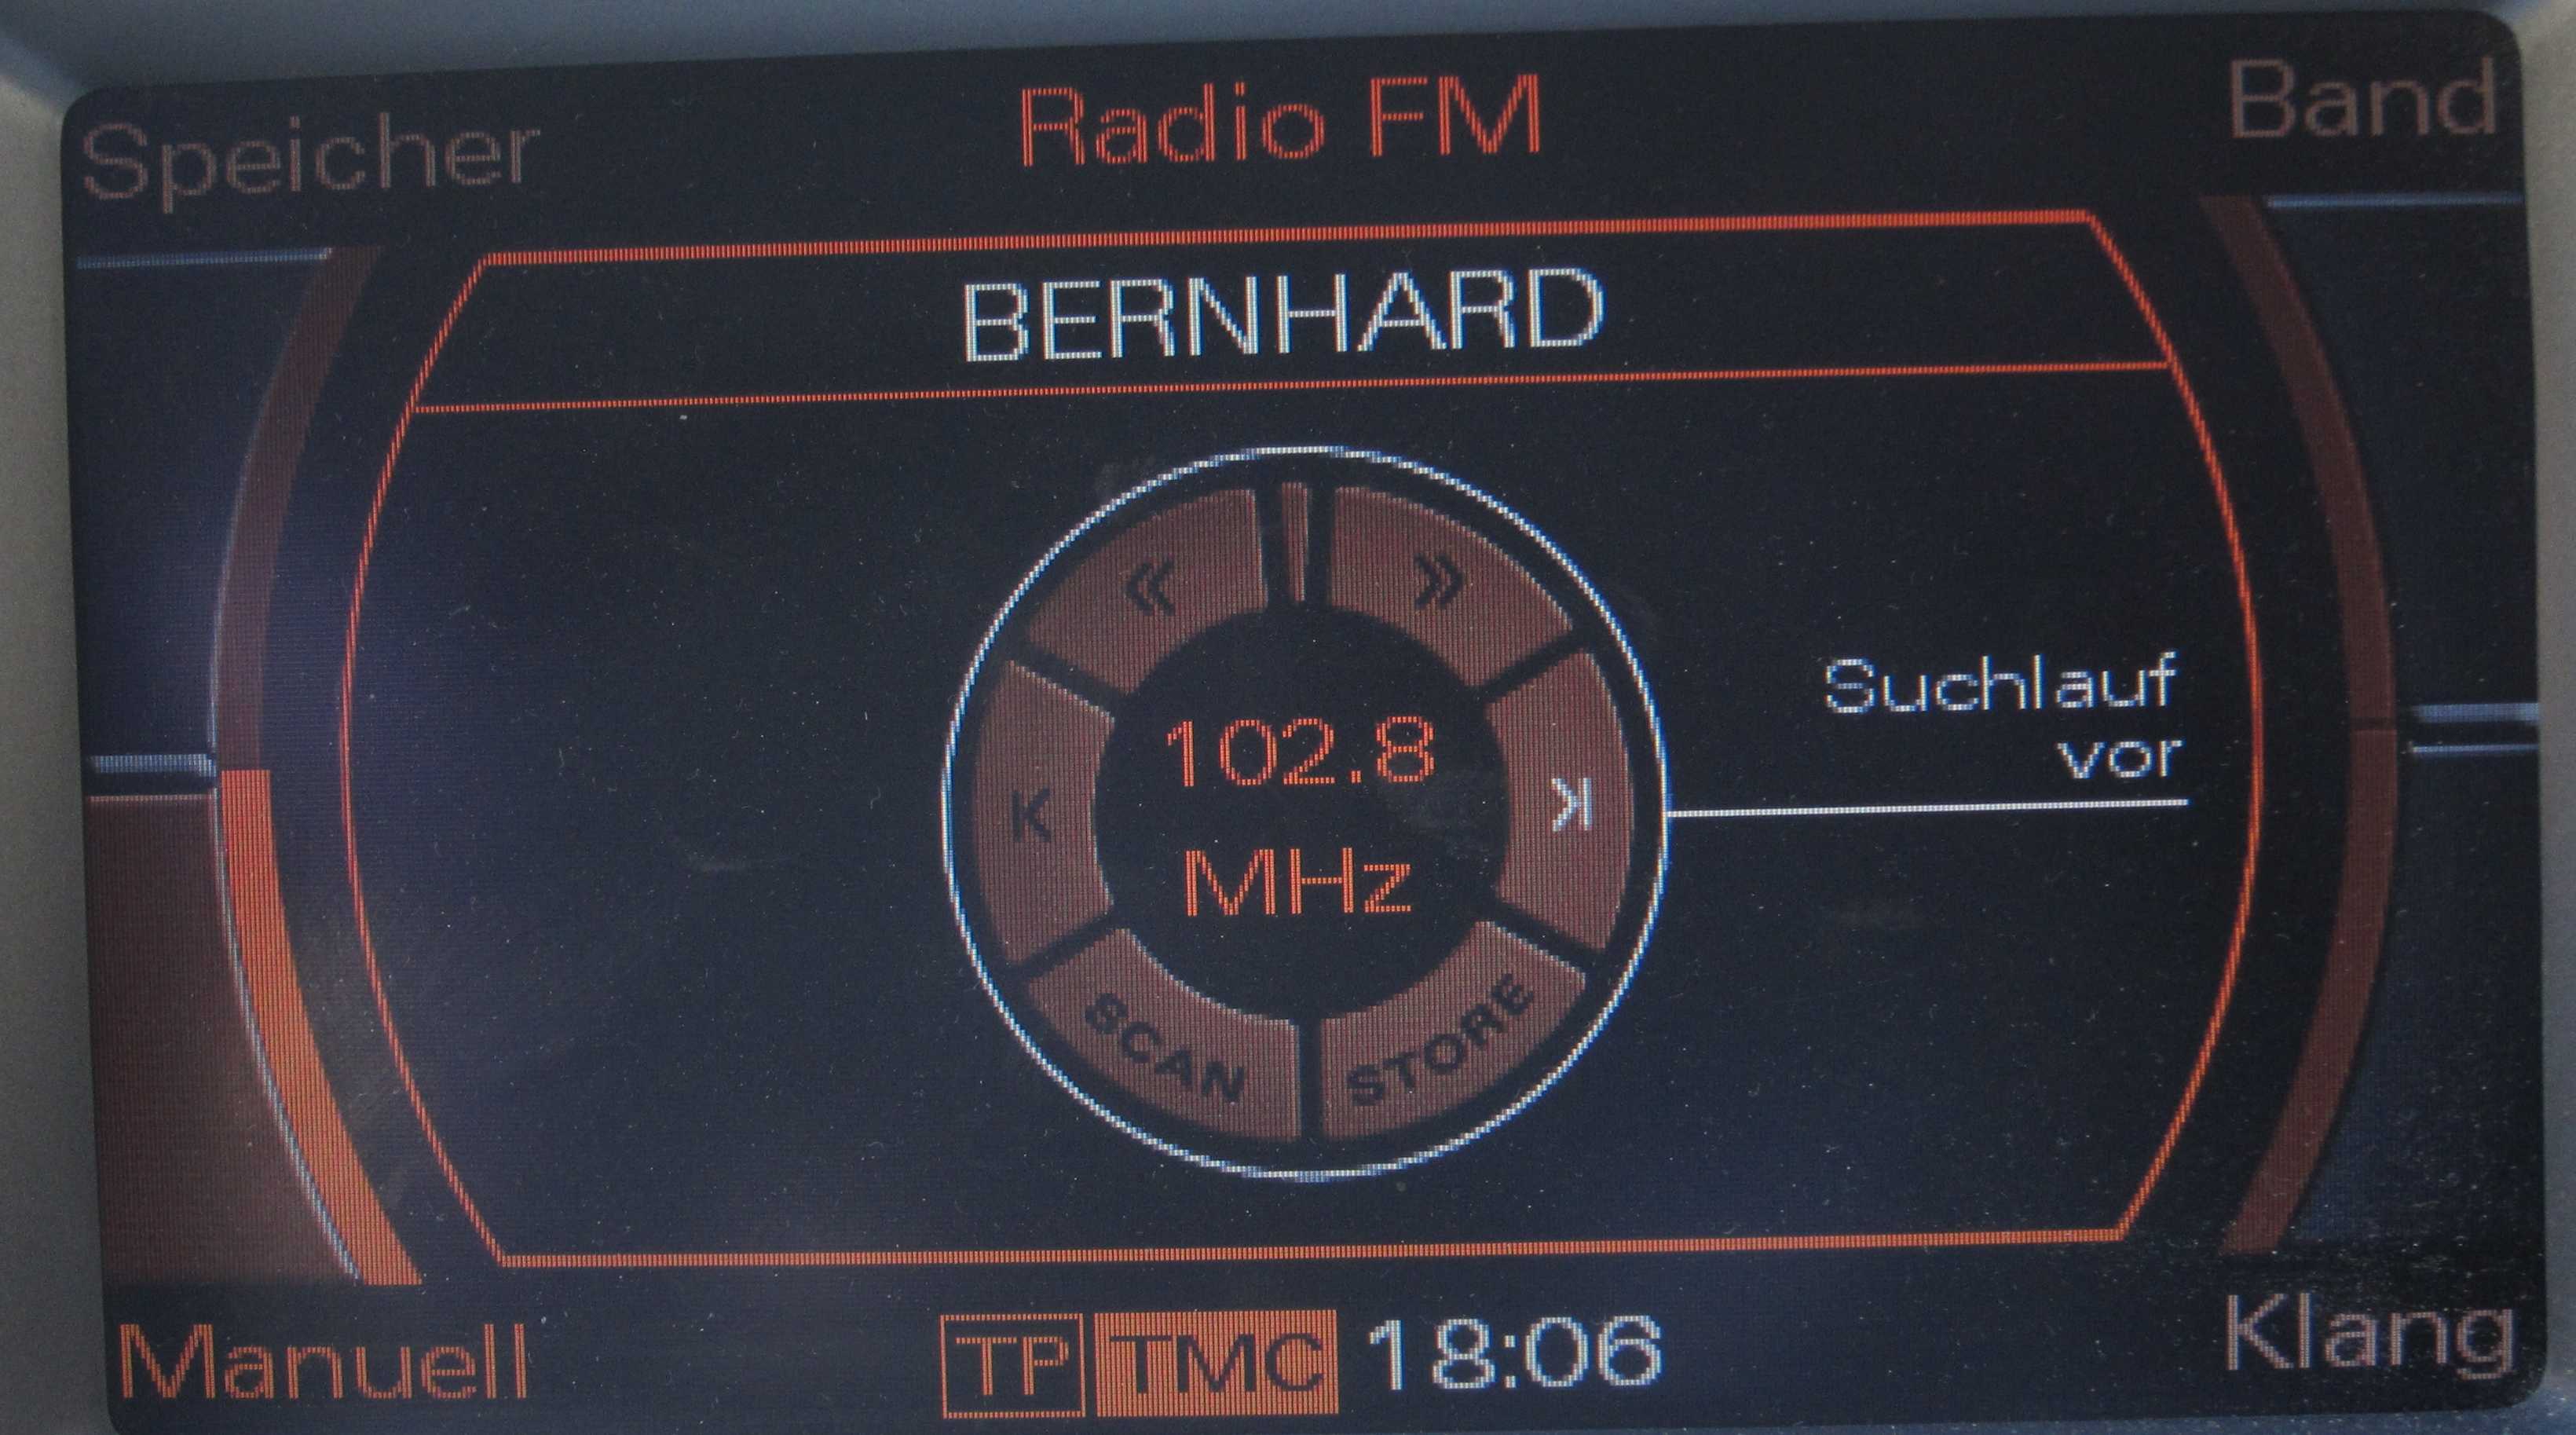 Speicher
Radio FM
Band
BERNHARD
102.8
MHz
Suchlauf
vor
SCAN
STORE
Manuell
TP
TMC
18:06
Klang